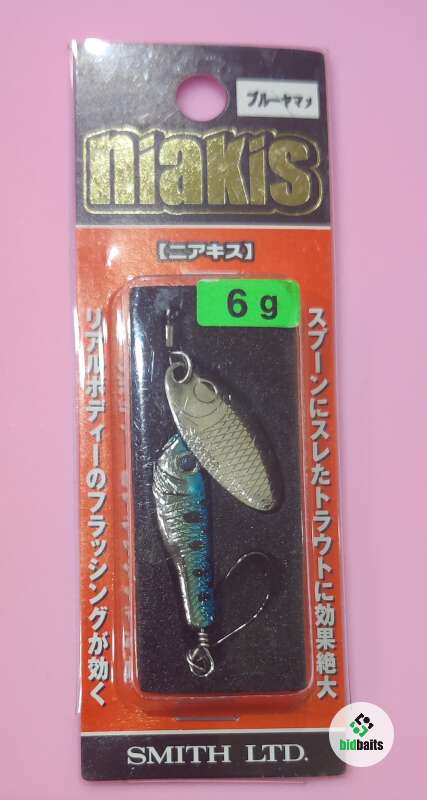 ブルーヤマメ
niakis
【ニアキス】
6 g
スプーンにスレたトラウトに効果絶大
リアルボディーのフラッシングが効く
SMITH LTD.
bidbaits